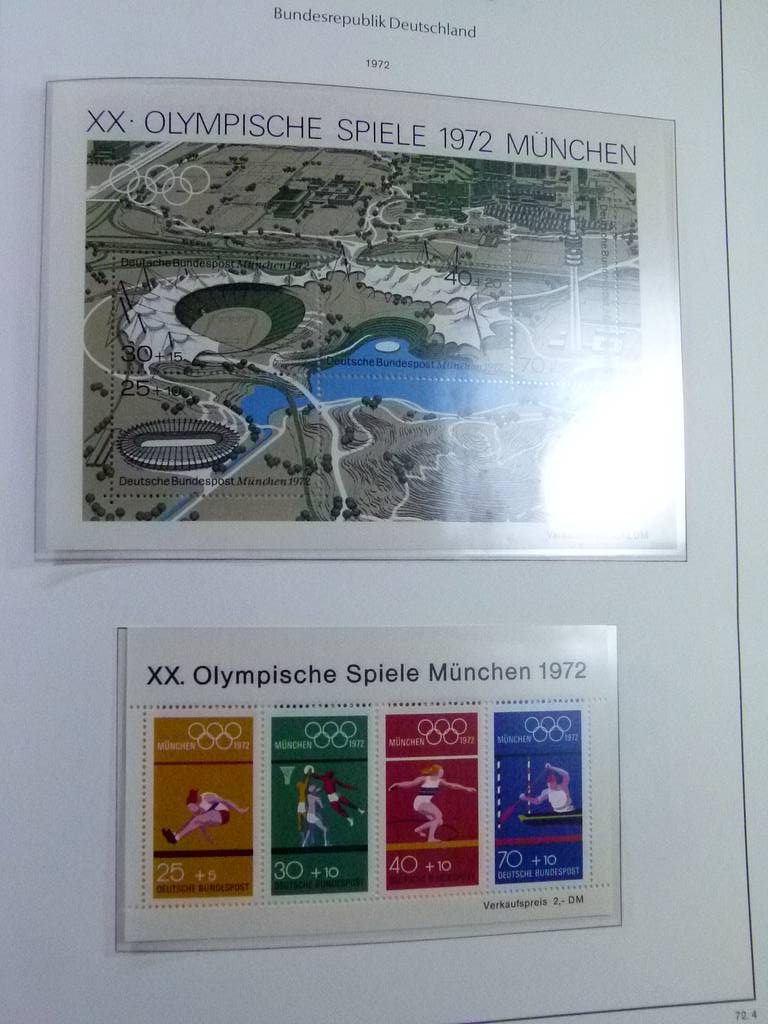 Bundesrepublik Deutschland
1972
XX. OLYMPISCHE SPIELE 1972 MÜNCHEN
Deutsche Bundespost München 1972
40+20
30+15
Deutsche Bundespost München 1972
70
25+10
Deutsche Bundespost München 1972
XX. Olympische Spiele München 1972
MÜNCHEN 1972
25 +5
DEUTSCHE BUNDESPOST
MÜNCHEN 1972
30 +10
DEUTSCHE BUNDESPOST
MÜNCHEN 1972
40 +10
DEUTSCHE BUNDESPOST
MÜNCHEN 1972
70 +10
DEUTSCHE BUNDESPOST
Verkaufspreis 2,- DM
72.4